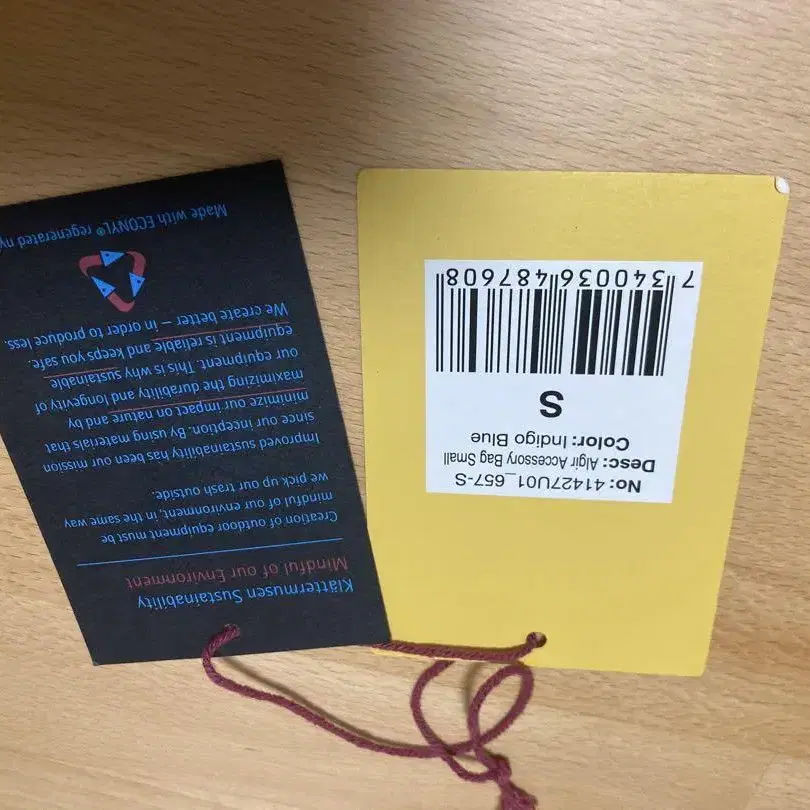 Klättermusen Sustainability
Mindful of our Environment
Creation of outdoor equipment must be
mindful of our environment, in the same way
we pick up our trash outside.
Improved sustainability has been our mission
since our inception. By using materials that
minimize our impact on nature and by
maximizing the durability and longevity of
our equipment. This is why sustainable
equipment is reliable and keeps you safe.
We create better – in order to produce less.
Made with ECONYL® regenerated ny
No: 41427U01_657-S
Desc: Algir Accessory Bag Small
Color: Indigo Blue
S
7 340036 487608